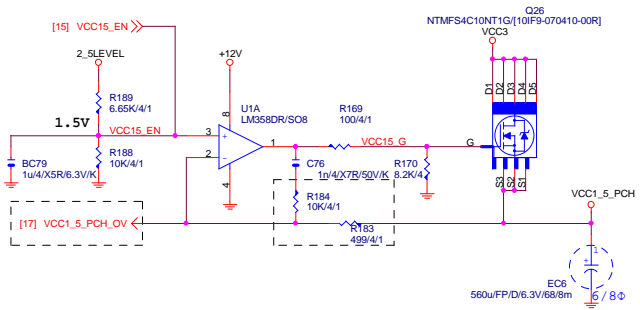 Q26
NTMFS4C10NT1G/[10IF9-070410-00R]
[15] VCC15_EN
VCC3
2_5LEVEL
+12V
D1 D2 D3 D4 D5
R189
6.65K/4/1
U1A
LM358DR/SO8
8
R169
100/4/1
1.5V
VCC15_EN
3
+
1
VCC15_G
G
2
-
R188
10K/4/1
BC79
1u/4/X5R/6.3V/K
4
C76
1n/4/X7R/50V/K
R170
8.2K/4
S3 S2 S1
R184
10K/4/1
VCC1_5_PCH
[17] VCC1_5_PCH_OV
R183
499/4/1
1
+
EC6
560u/FP/D/6.3V/68/8m
6/8Φ